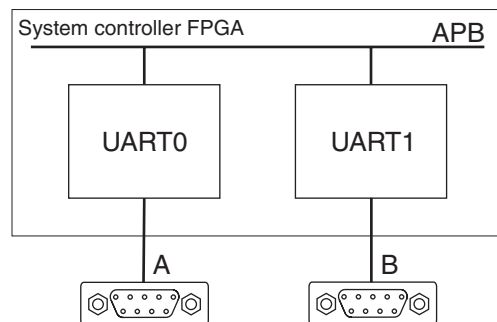 System controller FPGA
APB
UART0
UART1
A
B